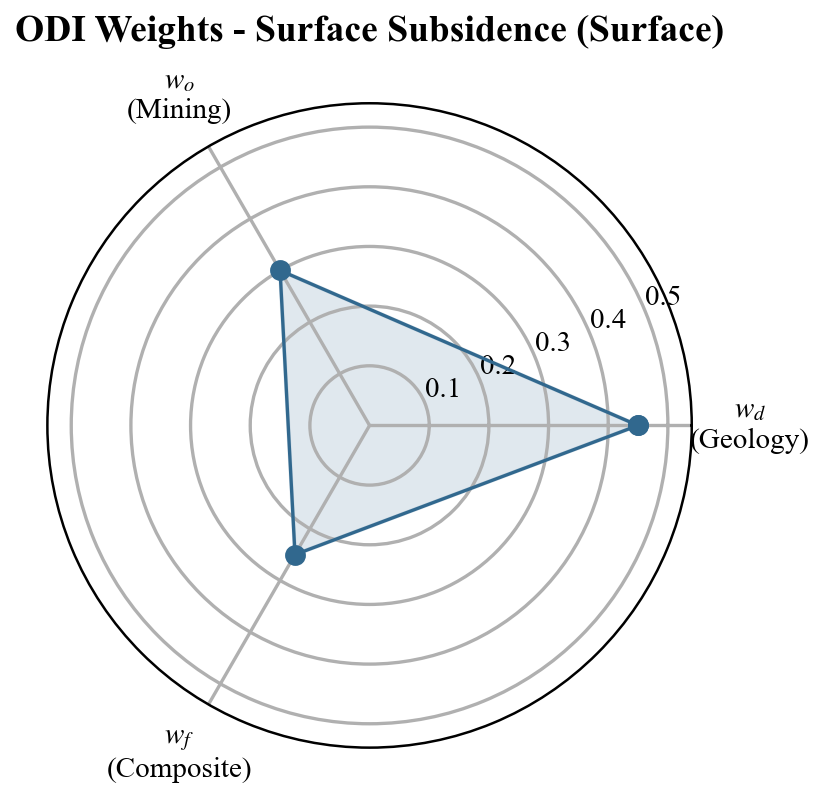 ODI Weights - Surface Subsidence (Surface)
w_o
(Mining)
0.5
0.4
0.3
0.2
0.1
w_d
(Geology)
w_f
(Composite)